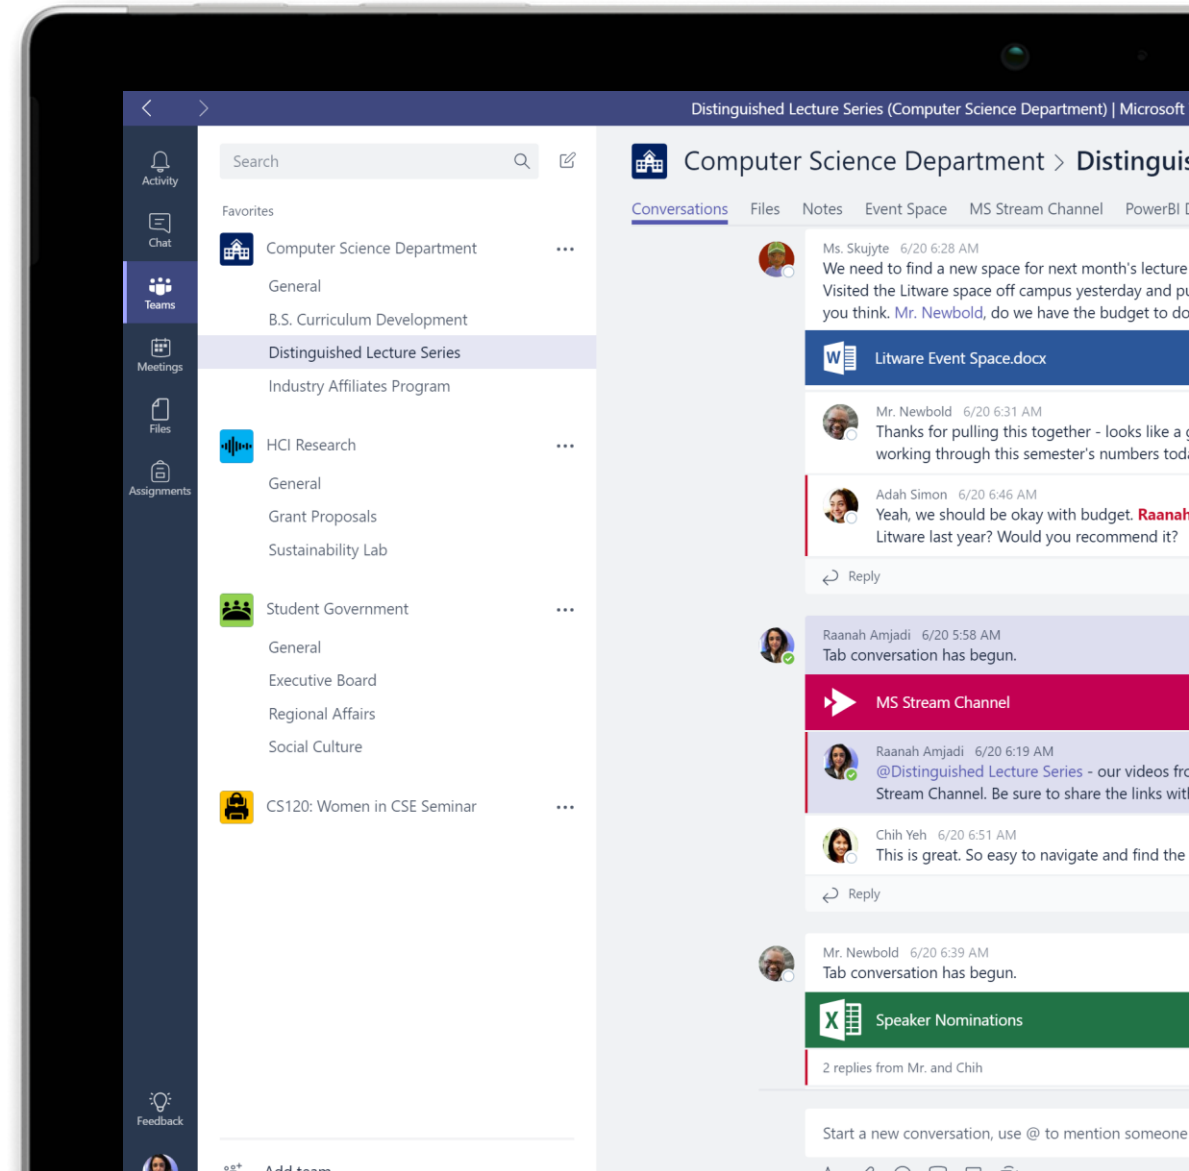 Distinguished Lecture Series (Computer Science Department) | Microsoft
Activity
Chat
Teams
Meetings
Files
Assignments
Feedback
Search
Favorites
Computer Science Department
General
B.S. Curriculum Development
Distinguished Lecture Series
Industry Affiliates Program
HCI Research
General
Grant Proposals
Sustainability Lab
Student Government
General
Executive Board
Regional Affairs
Social Culture
CS120: Women in CSE Seminar
Add team
Computer Science Department > Distinguis
Conversations Files Notes Event Space MS Stream Channel PowerBI
Ms. Skujyte 6/20 6:28 AM
We need to find a new space for next month's lecture
Visited the Litware space off campus yesterday and pu
you think. Mr. Newbold, do we have the budget to do
Litware Event Space.docx
Mr. Newbold 6/20 6:31 AM
Thanks for pulling this together - looks like a
working through this semester's numbers toda
Adah Simon 6/20 6:46 AM
Yeah, we should be okay with budget. Raanah
Litware last year? Would you recommend it?
Reply
Raanah Amjadi 6/20 5:58 AM
Tab conversation has begun.
MS Stream Channel
Raanah Amjadi 6/20 6:19 AM
@Distinguished Lecture Series - our videos fro
Stream Channel. Be sure to share the links with
Chih Yeh 6/20 6:51 AM
This is great. So easy to navigate and find the
Reply
Mr. Newbold 6/20 6:39 AM
Tab conversation has begun.
Speaker Nominations
2 replies from Mr. and Chih
Start a new conversation, use @ to mention someone